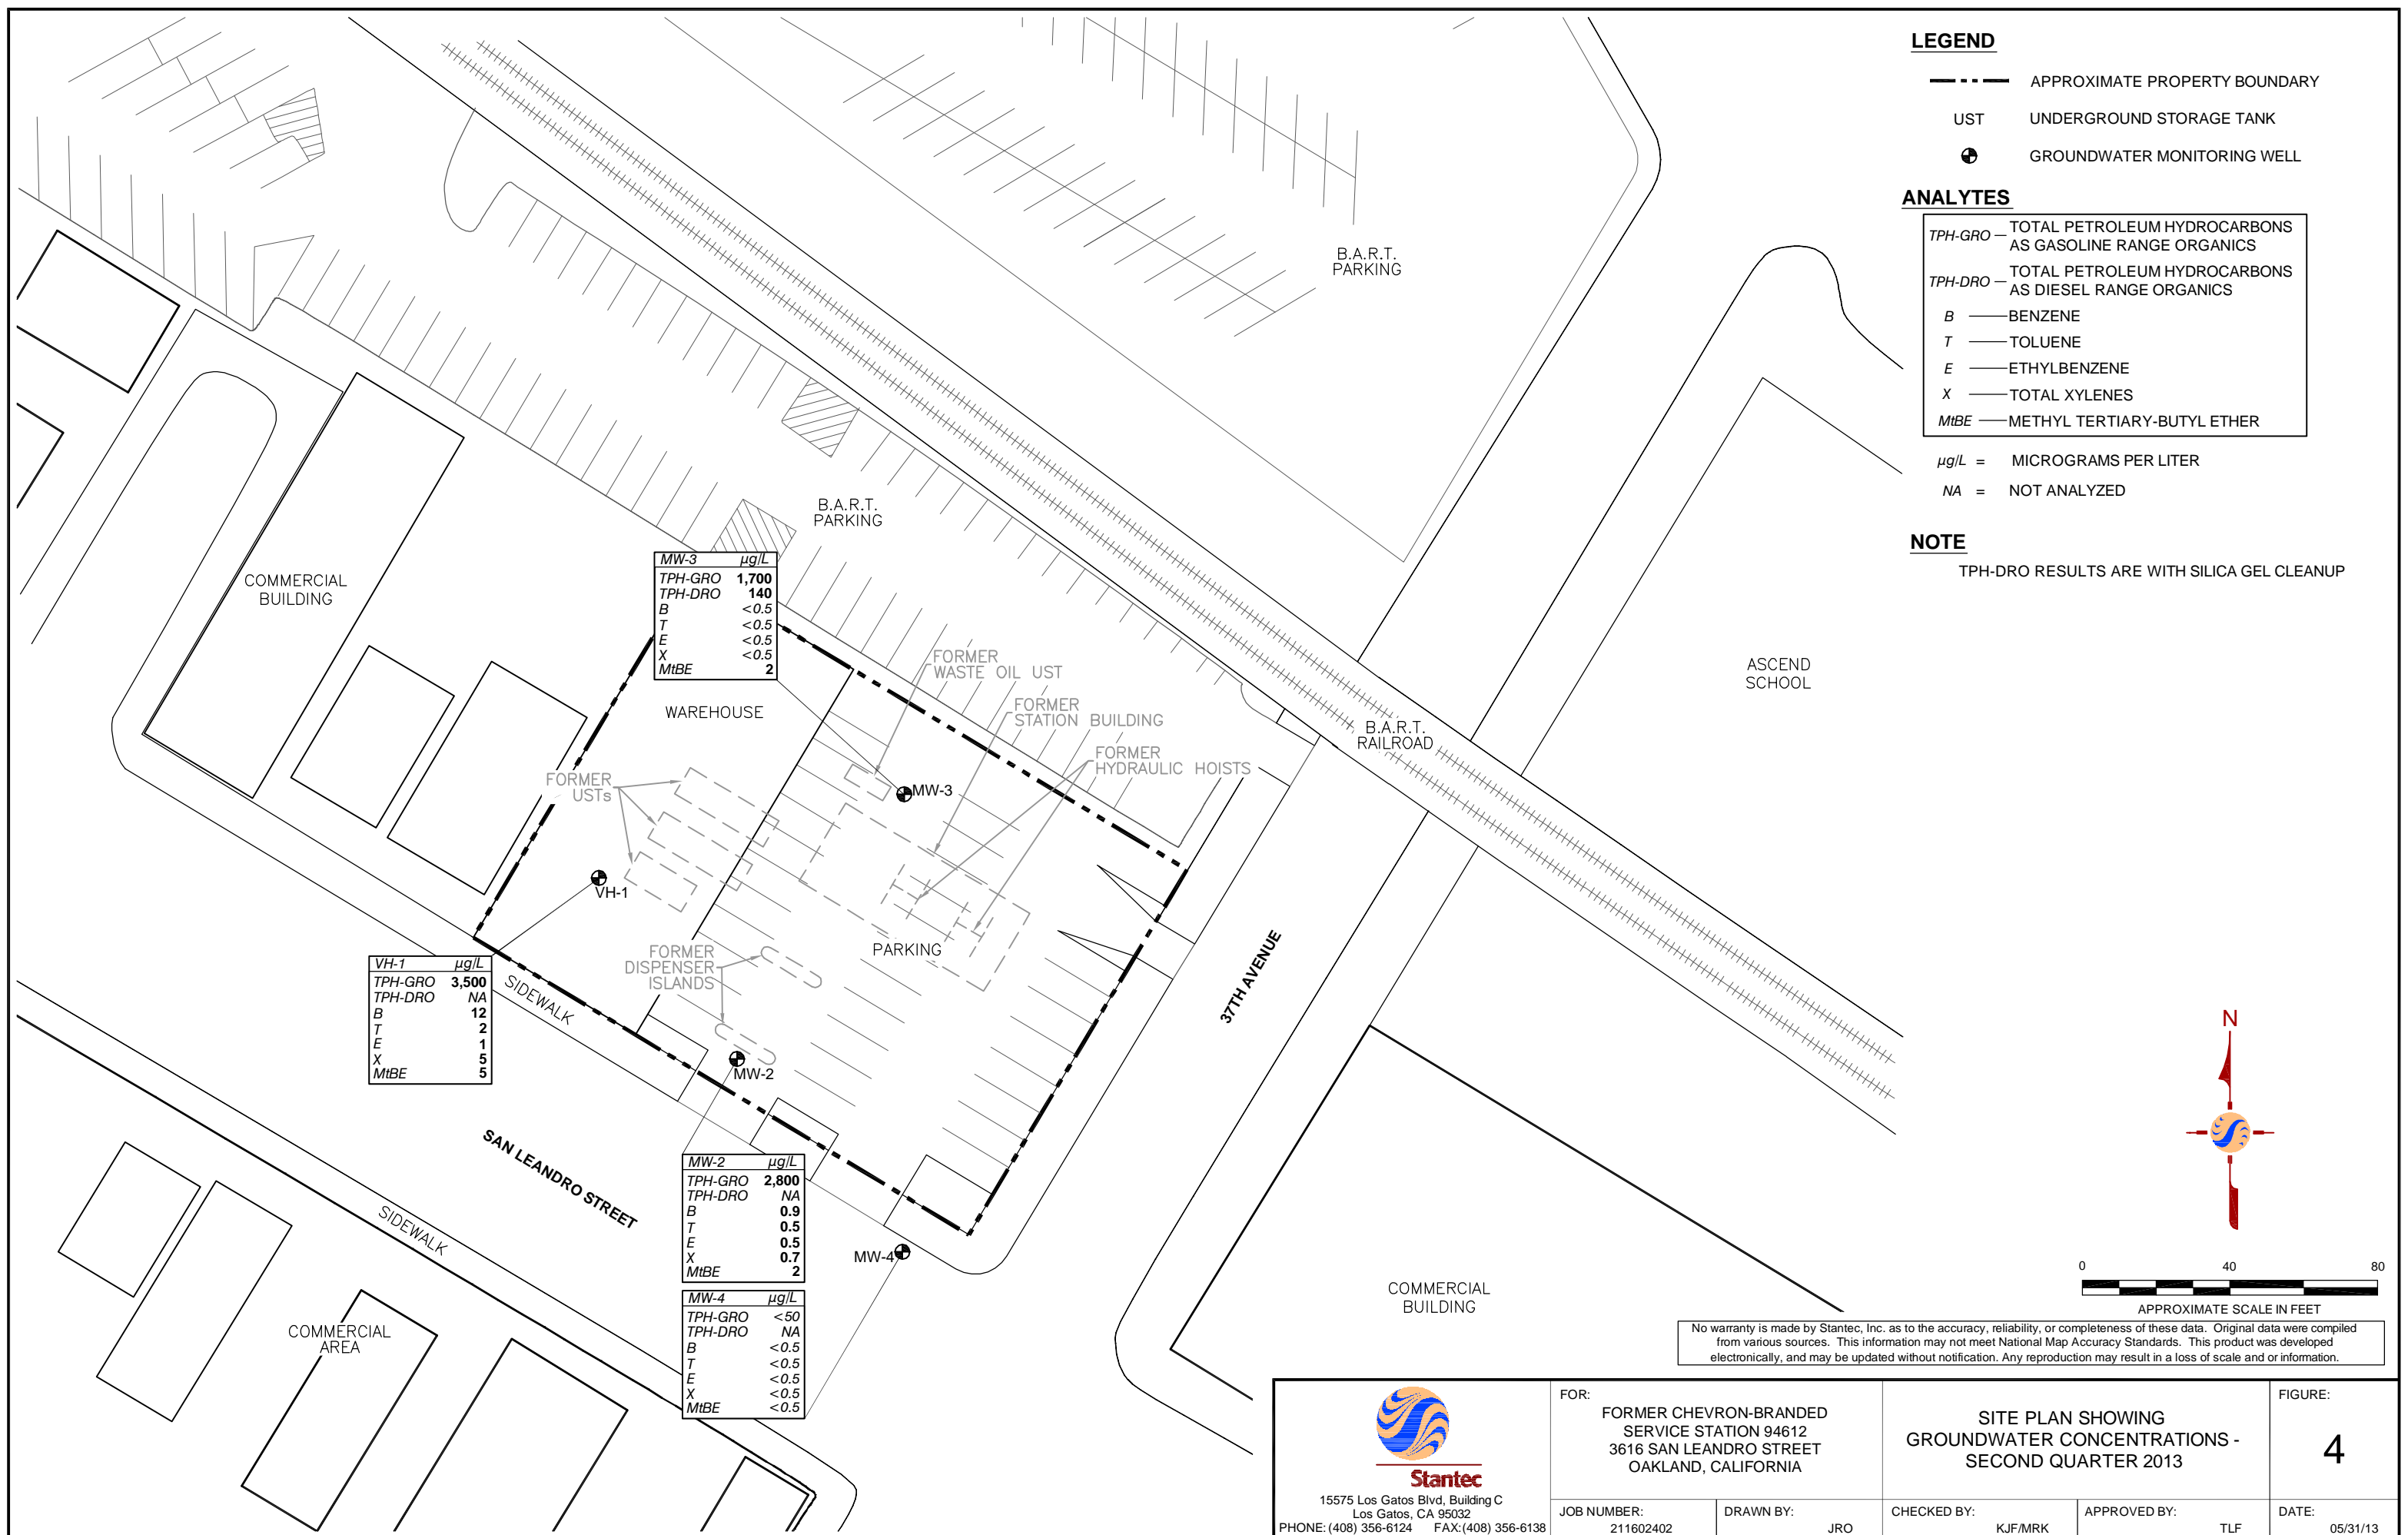 LEGEND
APPROXIMATE PROPERTY BOUNDARY
UST UNDERGROUND STORAGE TANK
GROUNDWATER MONITORING WELL
ANALYTES
TPH-GRO — TOTAL PETROLEUM HYDROCARBONS
AS GASOLINE RANGE ORGANICS
TPH-DRO — TOTAL PETROLEUM HYDROCARBONS
AS DIESEL RANGE ORGANICS
B — BENZENE
T — TOLUENE
E — ETHYLBENZENE
X — TOTAL XYLENES
MtBE — METHYL TERTIARY-BUTYL ETHER
µg/L = MICROGRAMS PER LITER
NA = NOT ANALYZED
NOTE
TPH-DRO RESULTS ARE WITH SILICA GEL CLEANUP
B.A.R.T.
PARKING
B.A.R.T.
PARKING
COMMERCIAL
BUILDING
MW-3 µg/L
TPH-GRO 1,700
TPH-DRO 140
B <0.5
T <0.5
E <0.5
X <0.5
MtBE 2
WAREHOUSE
FORMER
WASTE OIL UST
FORMER
STATION BUILDING
FORMER
HYDRAULIC HOISTS
FORMER
USTs
MW-3
VH-1
B.A.R.T.
RAILROAD
ASCEND
SCHOOL
PARKING
FORMER
DISPENSER
ISLANDS
37TH AVENUE
VH-1 µg/L
TPH-GRO 3,500
TPH-DRO NA
B 12
T 2
E 1
X 5
MtBE 5
SIDEWALK
MW-2
SAN LEANDRO STREET
SIDEWALK
MW-2 µg/L
TPH-GRO 2,800
TPH-DRO NA
B 0.9
T 0.5
E 0.5
X 0.7
MtBE 2
MW-4
MW-4 µg/L
TPH-GRO <50
TPH-DRO NA
B <0.5
T <0.5
E <0.5
X <0.5
MtBE <0.5
COMMERCIAL
AREA
COMMERCIAL
BUILDING
N
0 40 80
APPROXIMATE SCALE IN FEET
No warranty is made by Stantec, Inc. as to the accuracy, reliability, or completeness of these data. Original data were compiled
from various sources. This information may not meet National Map Accuracy Standards. This product was developed
electronically, and may be updated without notification. Any reproduction may result in a loss of scale and or information.
Stantec
15575 Los Gatos Blvd, Building C
Los Gatos, CA 95032
PHONE: (408) 356-6124 FAX:(408) 356-6138
FOR:
FORMER CHEVRON-BRANDED
SERVICE STATION 94612
3616 SAN LEANDRO STREET
OAKLAND, CALIFORNIA
SITE PLAN SHOWING
GROUNDWATER CONCENTRATIONS -
SECOND QUARTER 2013
FIGURE:
4
JOB NUMBER:
211602402
DRAWN BY:
JRO
CHECKED BY:
KJF/MRK
APPROVED BY:
TLF
DATE:
05/31/13